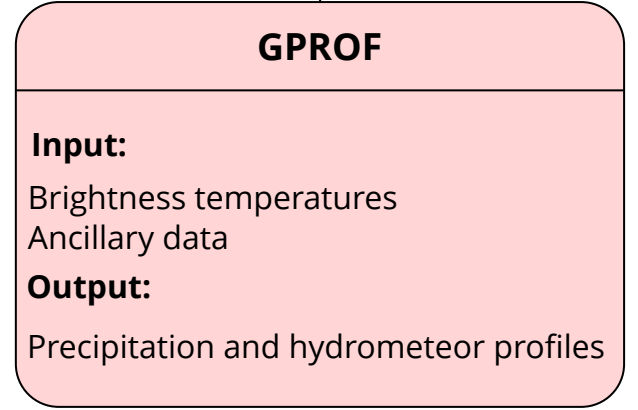 GPROF
Input:
Brightness temperatures
Ancillary data
Output:
Precipitation and hydrometeor profiles